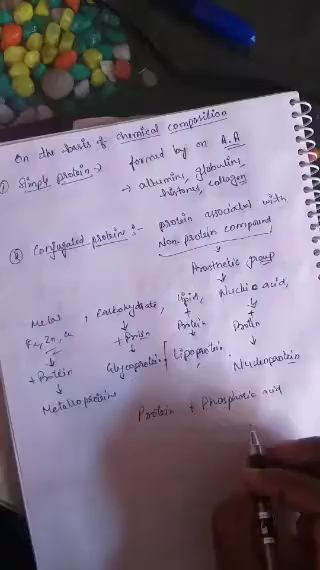 On the basis of chemical composition
① Simple protein → formed by on A.A
→ albumins, globulins,
histones, collagen
② Conjugated protein :- protein associated with
Non-protein compound
↓
Prosthetic group
Metal , Carbohydrate, lipid, Nucleic acid,
Fe, Zn, Cu
↓ ↓ + ↓
+ Protein + Protein Protein Protein
↓ ↓ ↓ ↓
Metalloproteins Glycoprotein Lipoprotein Nucleoprotein
Protein + Phosphoric acid